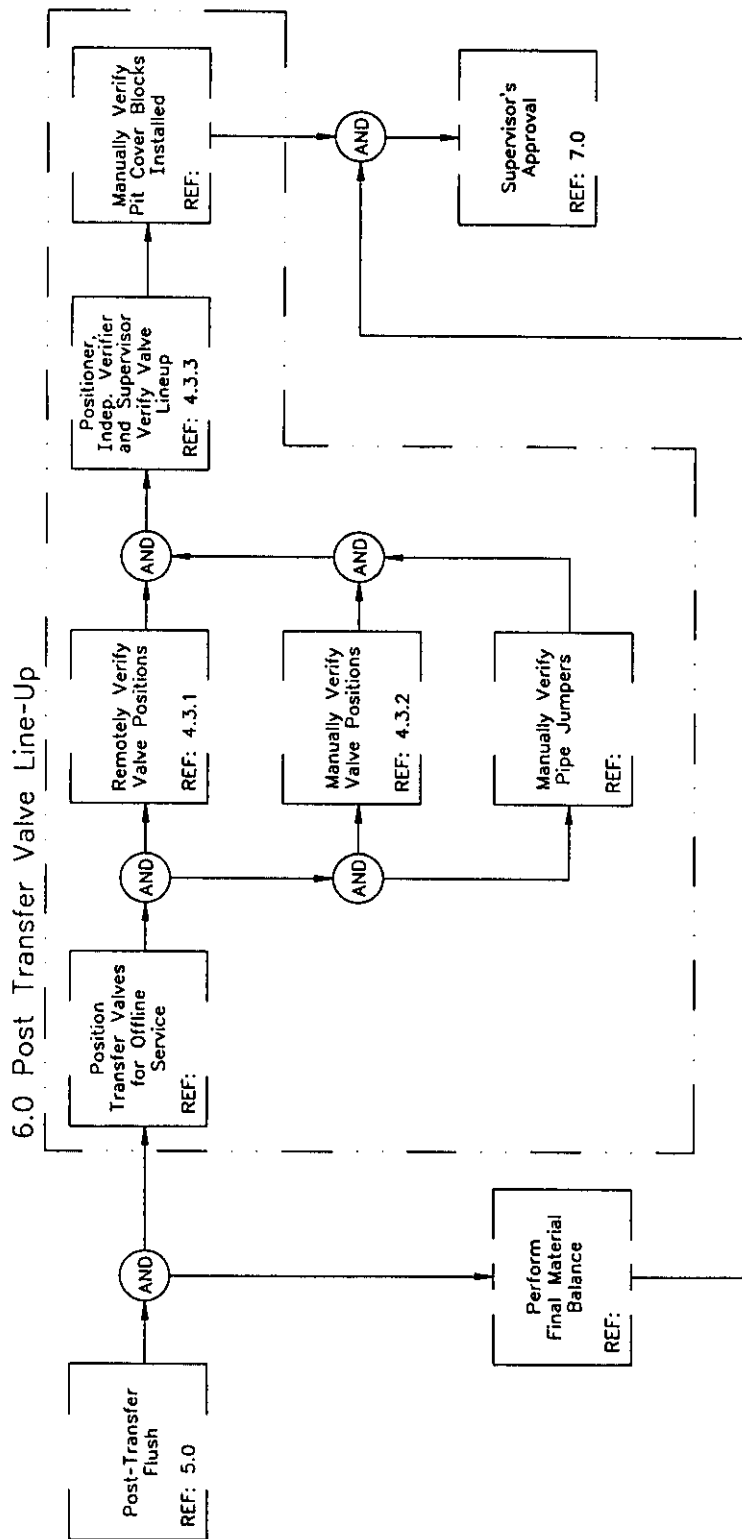 6.0 Post Transfer Valve Line-Up
Post-Transfer
Flush
REF: 5.0
AND
Position
Transfer Valves
for Offline
Service
REF:
AND
Remotely Verify
Valve Positions
REF: 4.3.1
AND
Positioner,
Indep. Verifier
and Supervisor
Verify Valve
Lineup
REF: 4.3.3
Manually Verify
Pit Cover Blocks
Installed
REF:
AND
Manually Verify
Valve Positions
REF: 4.3.2
AND
AND
Perform
Final Material
Balance
REF:
Manually Verify
Pipe Jumpers
REF:
Supervisor's
Approval
REF: 7.0